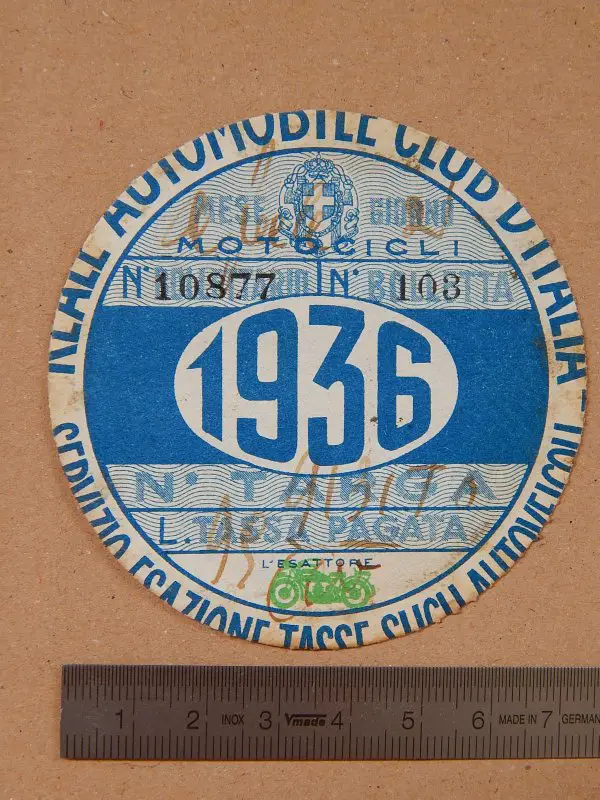 REALE AUTOMOBILE CLUB D'ITALIA -
MESE GIORNO
MOTOCICLI
N.° 10877 N.° 103
BOLLETTA
1936
N.° TARGA
L. TASSA PAGATA
L'ESATTORE
SERVIZIO ESAZIONE TASSE SUGLI AUTOVEICOLI
1 2 INOX 3 Vmade 4 5 6 MADE IN 7 GERMAN